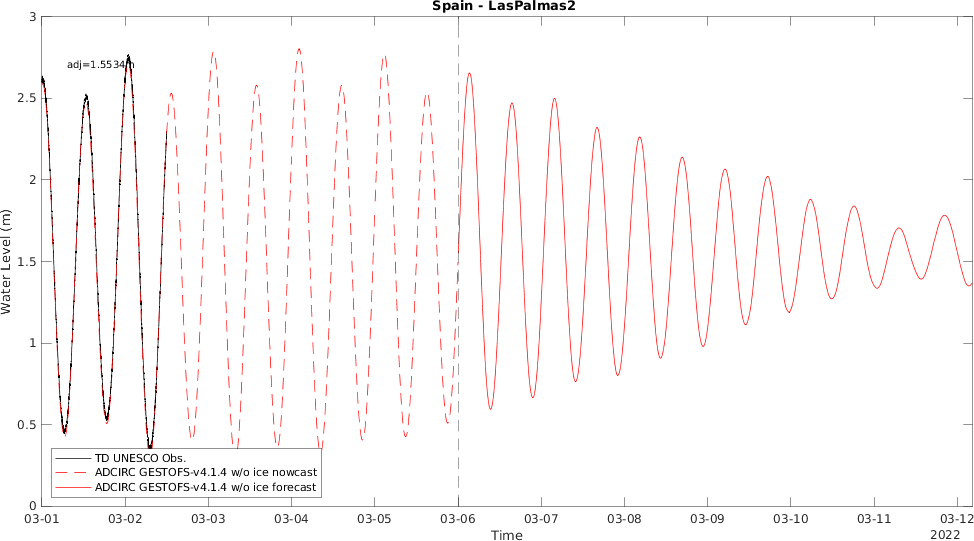 Spain - LasPalmas2
adj=1.5534m
Water Level (m)
3
2.5
2
1.5
1
0.5
0
TD UNESCO Obs.
ADCIRC GESTOFS-v4.1.4 w/o ice nowcast
ADCIRC GESTOFS-v4.1.4 w/o ice forecast
03-01 03-02 03-03 03-04 03-05 03-06 03-07 03-08 03-09 03-10 03-11 03-12
Time
2022